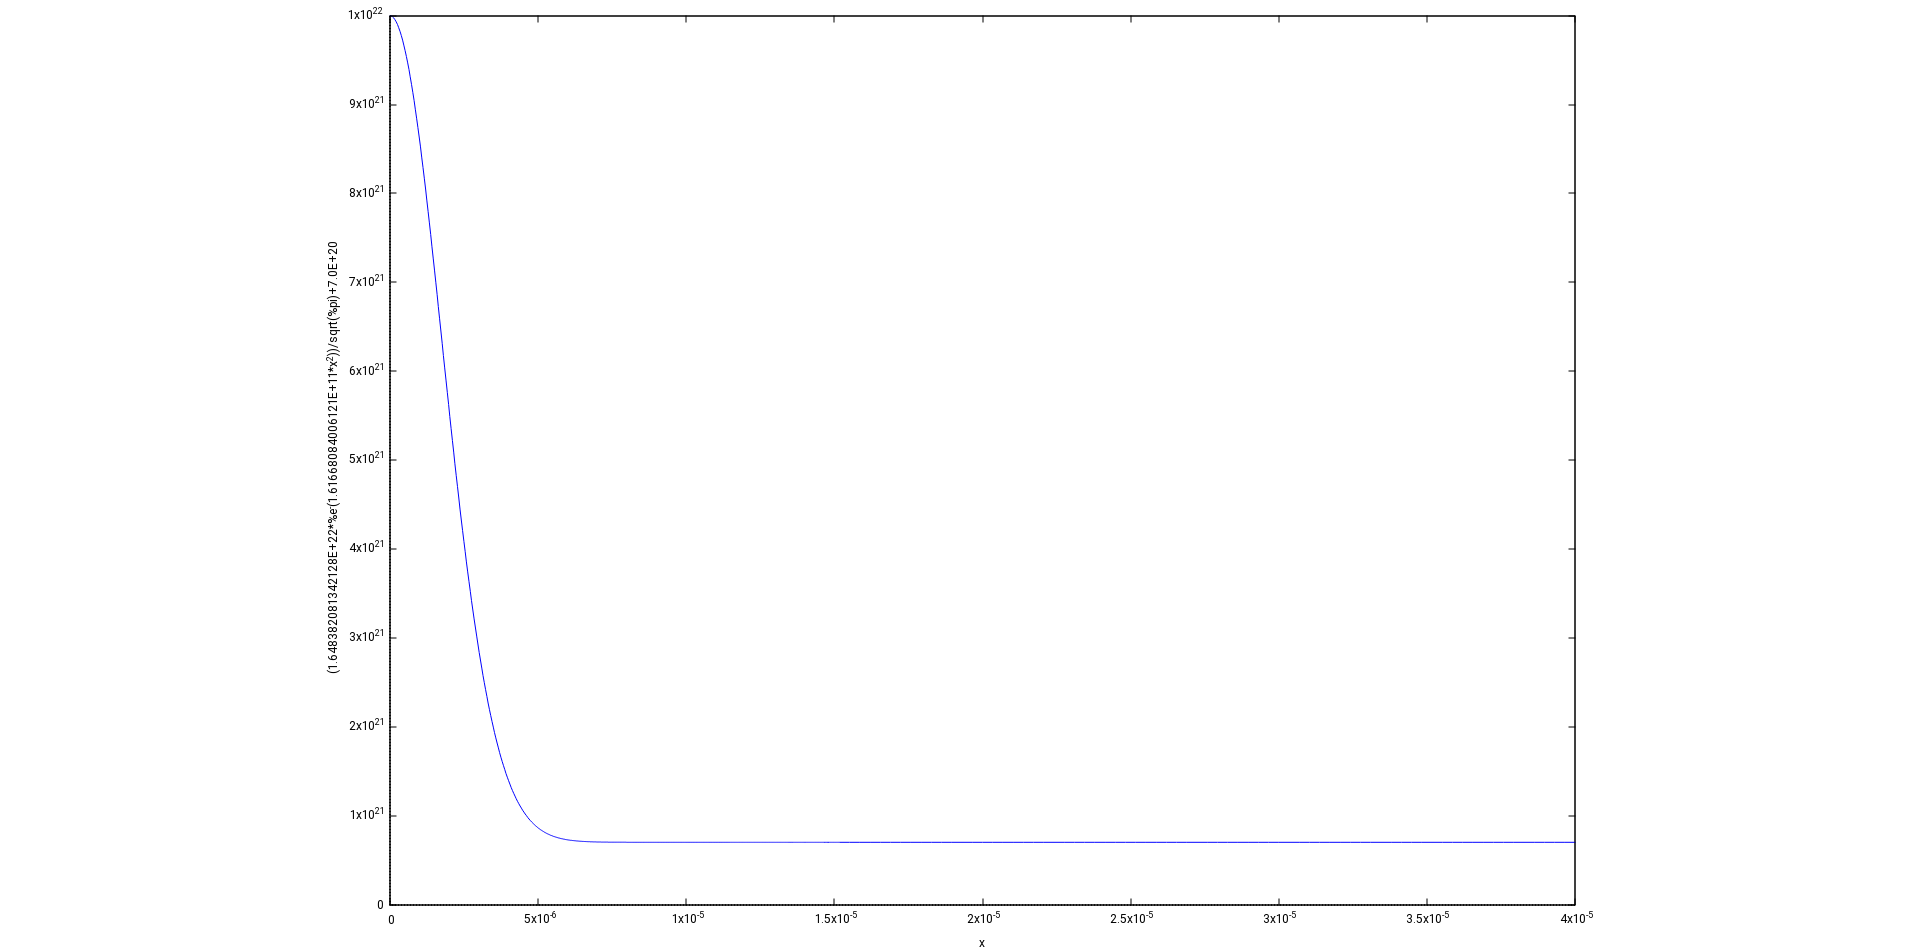 1x10^22
9x10^21
8x10^21
7x10^21
6x10^21
5x10^21
4x10^21
3x10^21
2x10^21
1x10^21
0
(1.648382081342128E+22*%e^-(1.616680840061​21E+11*x^2))/sqrt(%pi)+7.0E+20
0 5x10^-6 1x10^-5 1.5x10^-5 2x10^-5 2.5x10^-5 3x10^-5 3.5x10^-5 4x10^-5
x